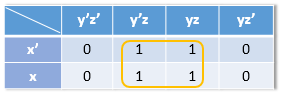 y’z’ y’z yz yz’
x’ 0 1 1 0
x 0 1 1 0